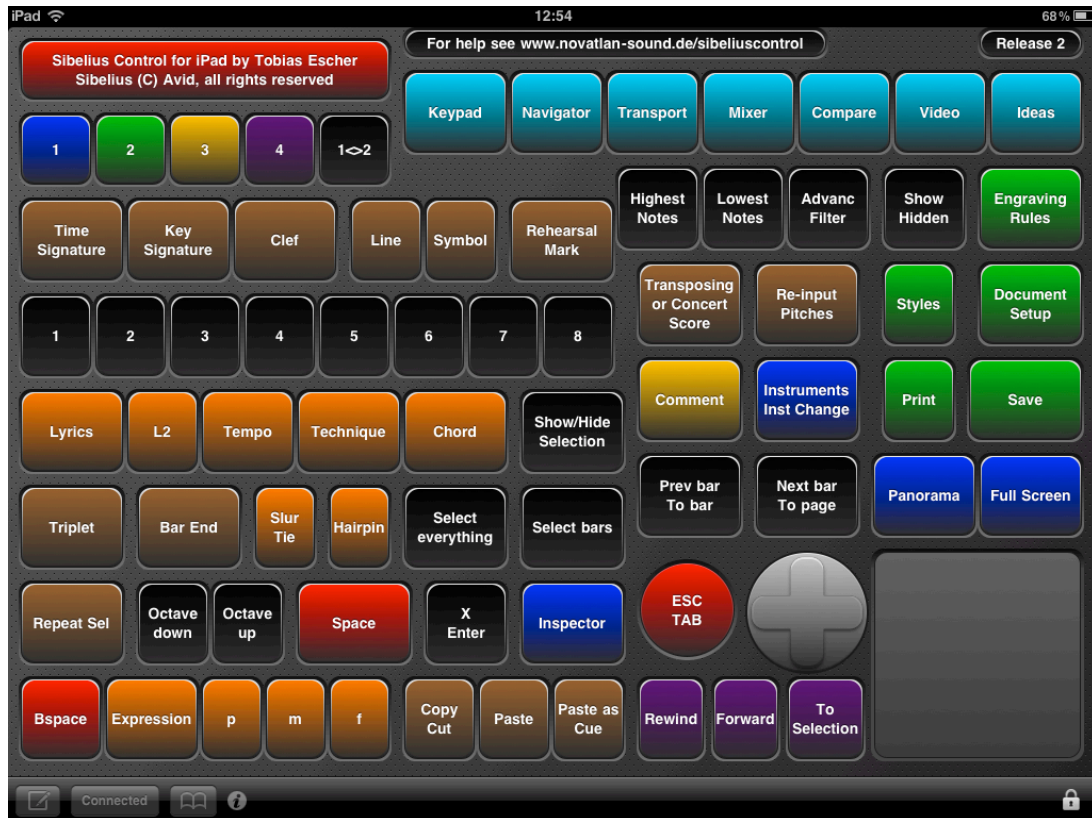 iPad 12:54 68%
For help see www.novatlan-sound.de/sibeliuscontrol
Release 2
Sibelius Control for iPad by Tobias Escher
Sibelius (C) Avid, all rights reserved
Keypad
Navigator
Transport
Mixer
Compare
Video
Ideas
1
2
3
4
1<>2
Highest
Notes
Lowest
Notes
Advanc
Filter
Show
Hidden
Engraving
Rules
Time
Signature
Key
Signature
Clef
Line
Symbol
Rehearsal
Mark
Transposing
or Concert
Score
Re-input
Pitches
Styles
Document
Setup
1
2
3
4
5
6
7
8
Comment
Instruments
Inst Change
Print
Save
Lyrics
L2
Tempo
Technique
Chord
Show/Hide
Selection
Prev bar
To bar
Next bar
To page
Panorama
Full Screen
Triplet
Bar End
Slur
Tie
Hairpin
Select
everything
Select bars
ESC
TAB
Repeat Sel
Octave
down
Octave
up
Space
X
Enter
Inspector
Bspace
Expression
p
m
f
Copy
Cut
Paste
Paste as
Cue
Rewind
Forward
To
Selection
Connected